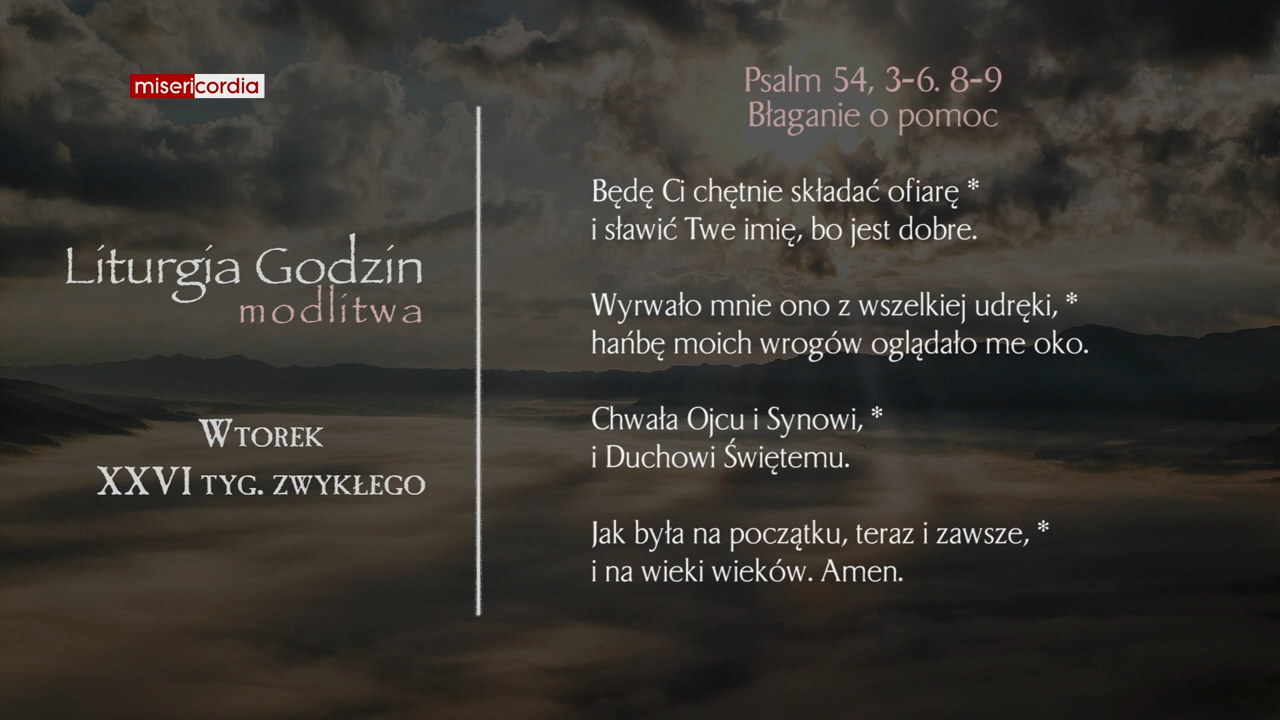 misericordia
Liturgia Godzin
modlitwa
Wtorek
XXVI tyg. zwykłego
Psalm 54, 3-6. 8-9
Błaganie o pomoc
Będę Ci chętnie składać ofiarę *
i sławić Twe imię, bo jest dobre.
Wyrwało mnie ono z wszelkiej udręki, *
hańbę moich wrogów oglądało me oko.
Chwała Ojcu i Synowi, *
i Duchowi Świętemu.
Jak była na początku, teraz i zawsze, *
i na wieki wieków. Amen.